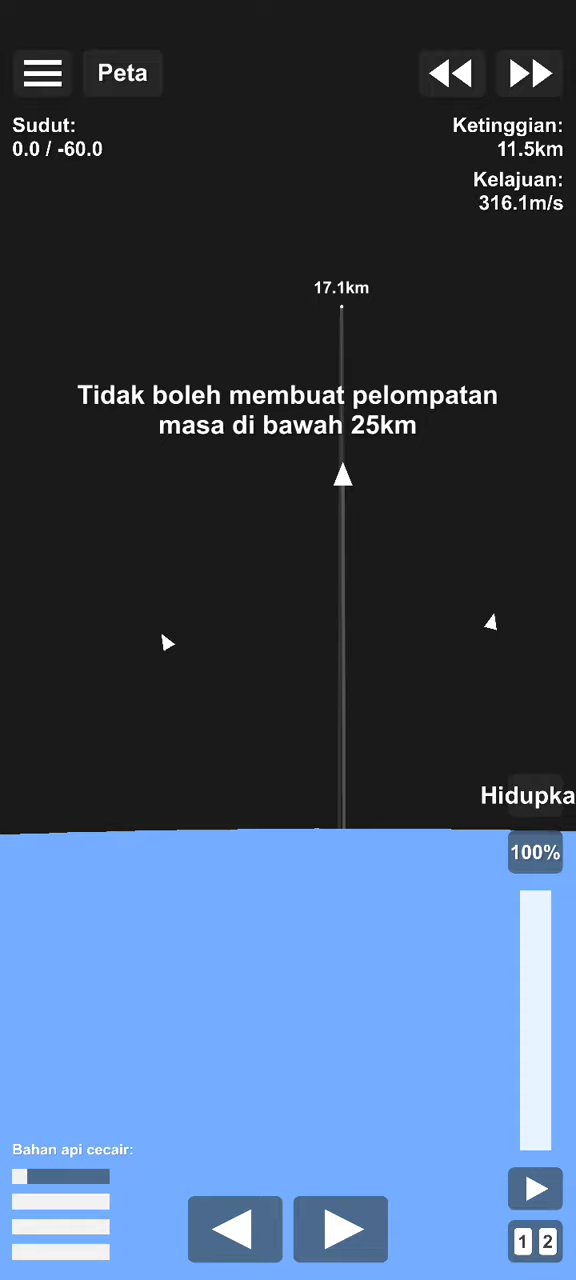 Peta
Sudut:
0.0 / -60.0
Ketinggian:
11.5km
Kelajuan:
316.1m/s
17.1km
Tidak boleh membuat pelompatan
masa di bawah 25km
Hidupka
100%
Bahan api cecair:
1 2